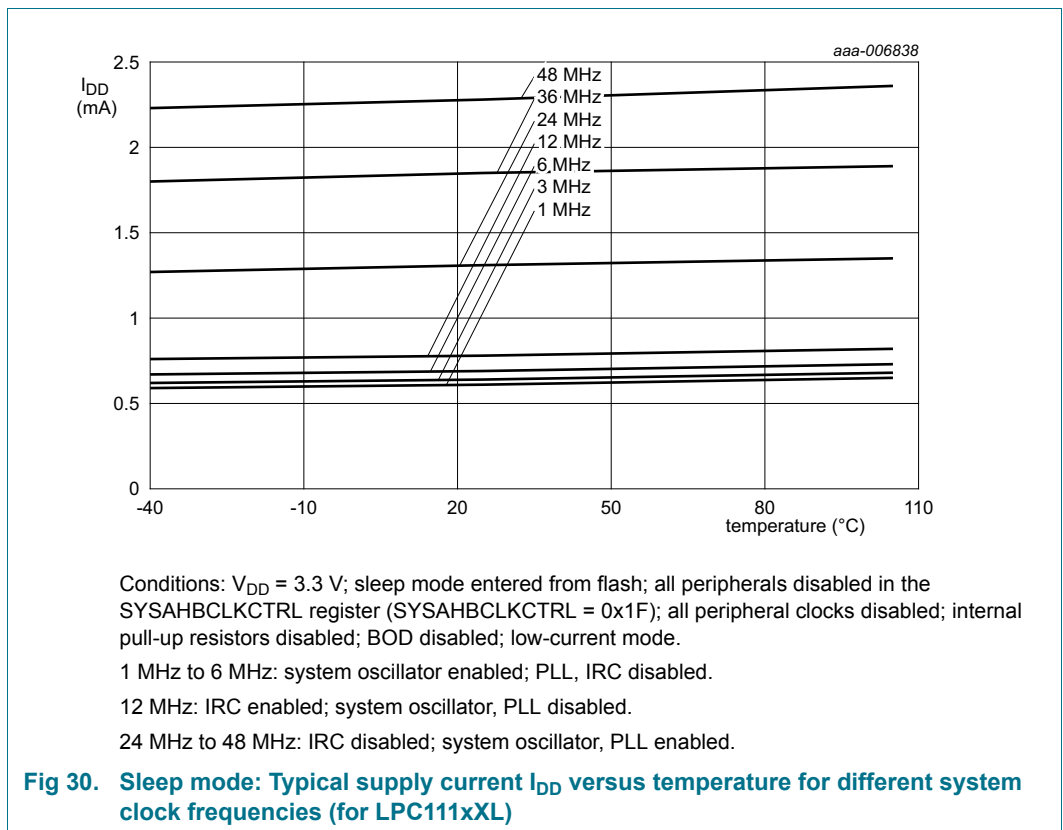 aaa-006838
I_DD
(mA)
2.5
2
1.5
1
0.5
0
48 MHz
36 MHz
24 MHz
12 MHz
6 MHz
3 MHz
1 MHz
-40
-10
20
50
80
110
temperature (°C)
Conditions: V_DD = 3.3 V; sleep mode entered from flash; all peripherals disabled in the
SYSAHBCLKCTRL register (SYSAHBCLKCTRL = 0x1F); all peripheral clocks disabled; internal
pull-up resistors disabled; BOD disabled; low-current mode.
1 MHz to 6 MHz: system oscillator enabled; PLL, IRC disabled.
12 MHz: IRC enabled; system oscillator, PLL disabled.
24 MHz to 48 MHz: IRC disabled; system oscillator, PLL enabled.
Fig 30. Sleep mode: Typical supply current I_DD versus temperature for different system
clock frequencies (for LPC111xXL)